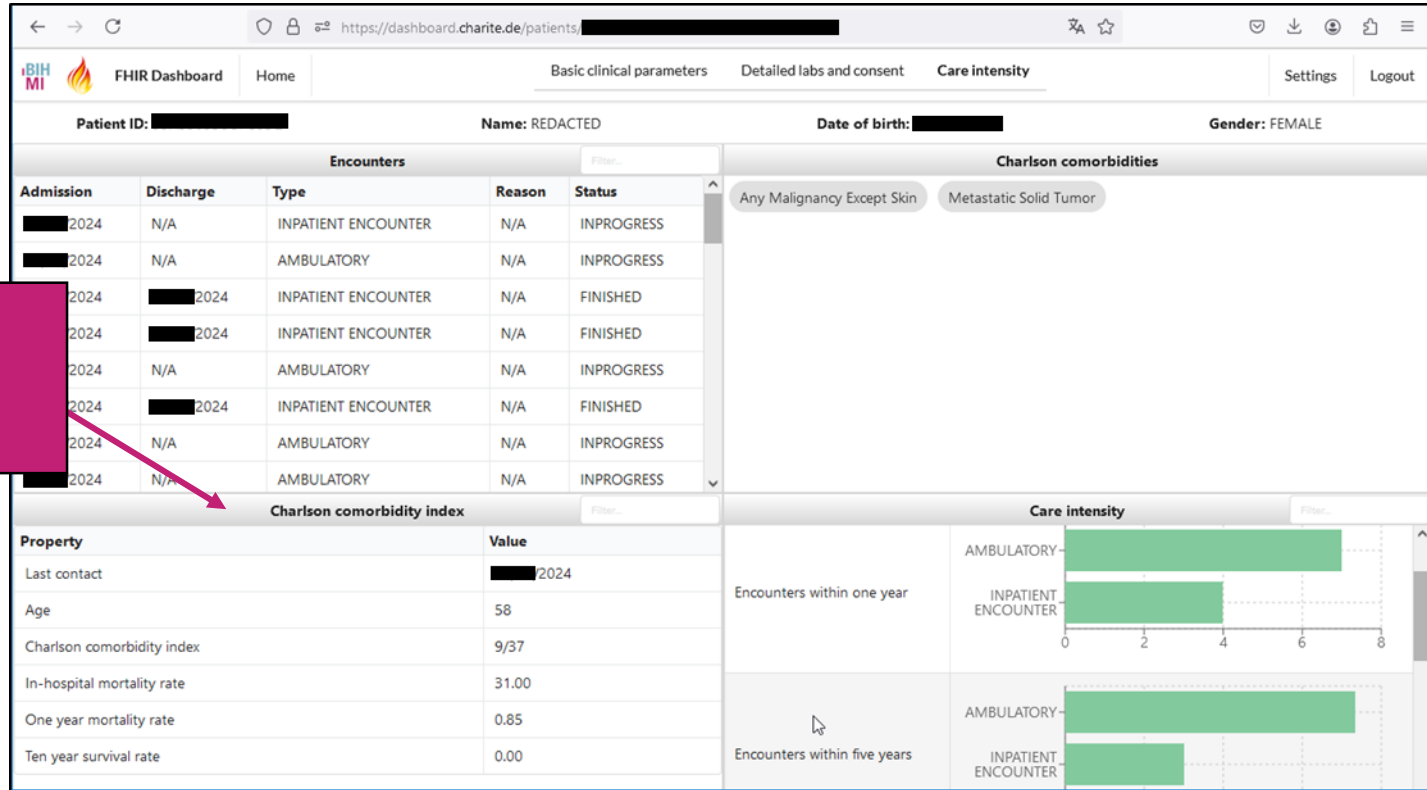 https://dashboard.charite.de/patients/
BIH MI FHIR Dashboard Home Basic clinical parameters Detailed labs and consent Care intensity Settings Logout
Patient ID: Name: REDACTED Date of birth: Gender: FEMALE
Encounters Filter...
Admission Discharge Type Reason Status
2024 N/A INPATIENT ENCOUNTER N/A INPROGRESS
2024 N/A AMBULATORY N/A INPROGRESS
2024 2024 INPATIENT ENCOUNTER N/A FINISHED
2024 2024 INPATIENT ENCOUNTER N/A FINISHED
2024 N/A AMBULATORY N/A INPROGRESS
2024 2024 INPATIENT ENCOUNTER N/A FINISHED
2024 N/A AMBULATORY N/A INPROGRESS
2024 N/A AMBULATORY N/A INPROGRESS
Charlson comorbidities
Any Malignancy Except Skin Metastatic Solid Tumor
Charlson comorbidity index Filter...
Property Value
Last contact /2024
Age 58
Charlson comorbidity index 9/37
In-hospital mortality rate 31.00
One year mortality rate 0.85
Ten year survival rate 0.00
Care intensity Filter...
Encounters within one year
AMBULATORY
INPATIENT
ENCOUNTER
0 2 4 6 8
Encounters within five years
AMBULATORY
INPATIENT
ENCOUNTER